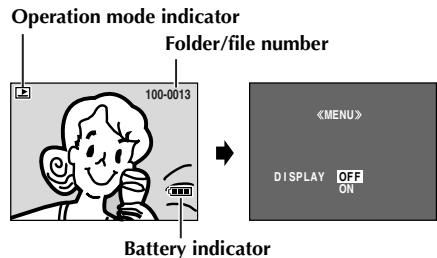 Operation mode indicator
Folder/file number
100-0013
《MENU》
DISPLAY OFF
ON
Battery indicator